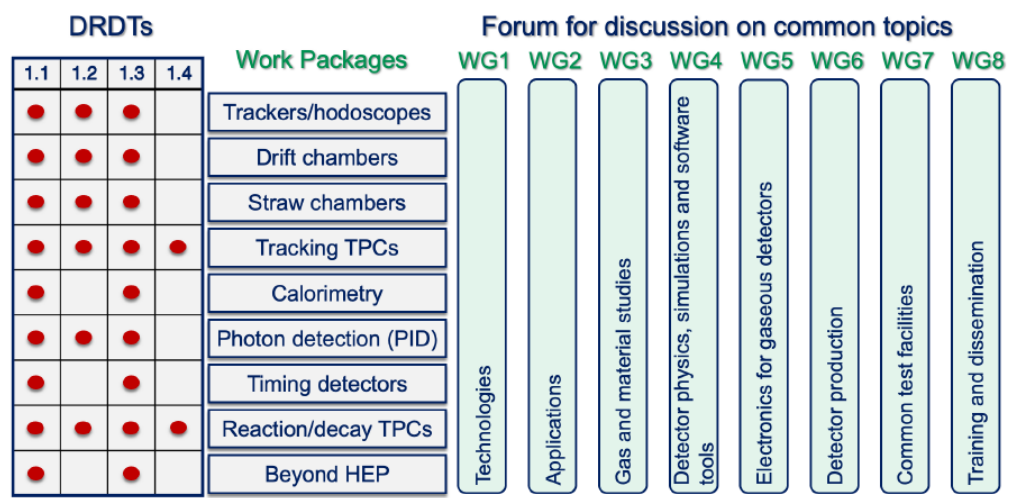 DRDTs
Forum for discussion on common topics
Work Packages
WG1 WG2 WG3 WG4 WG5 WG6 WG7 WG8
1.1 1.2 1.3 1.4
Trackers/hodoscopes
Drift chambers
Straw chambers
Tracking TPCs
Calorimetry
Photon detection (PID)
Timing detectors
Reaction/decay TPCs
Beyond HEP
Technologies
Applications
Gas and material studies
Detector physics, simulations and software
tools
Electronics for gaseous detectors
Detector production
Common test facilities
Training and dissemination